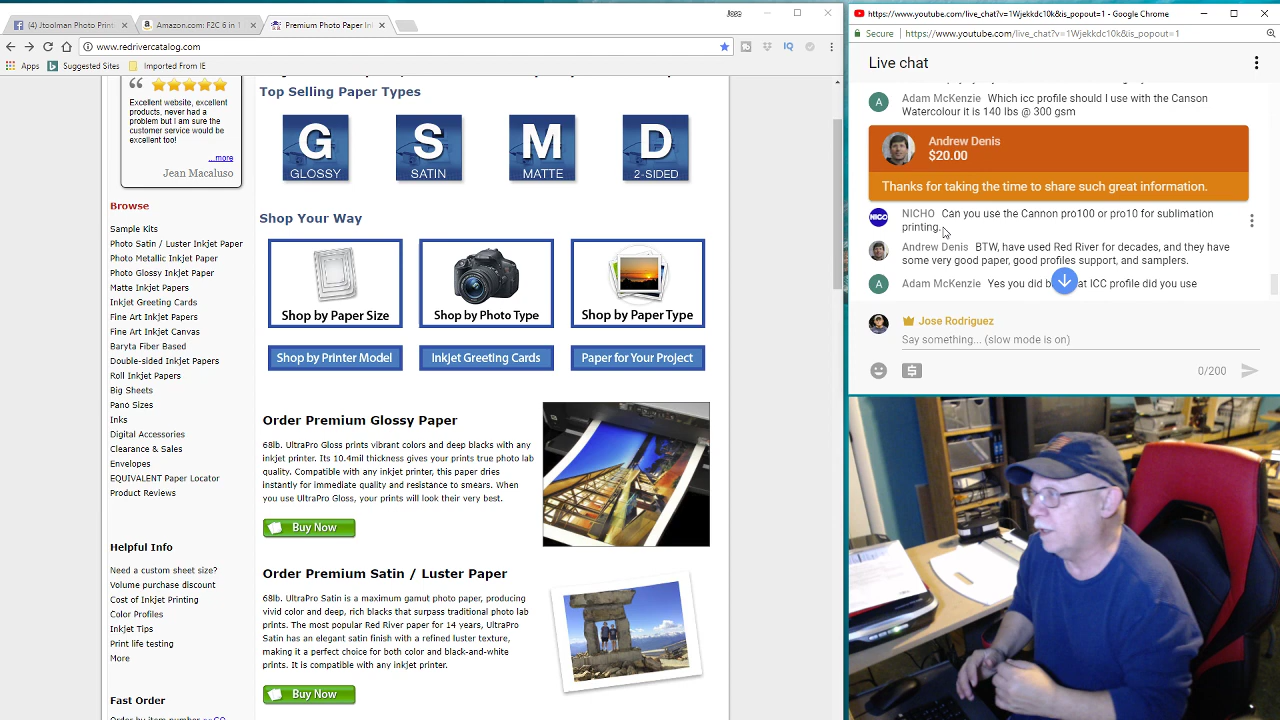 (4) Jtoolman Photo Printi
Amazon.com: F2C 6 in 1
Premium Photo Paper Ink
Jose
www.redrivercatalog.com
IQ
Apps
Suggested Sites
Imported From IE
Excellent website, excellent
products, never had a
problem but I am sure the
customer service would be
excellent too!
...more
Jean Macaluso
Browse
Sample Kits
Photo Satin / Luster Inkjet Paper
Photo Metallic Inkjet Paper
Photo Glossy Inkjet Paper
Matte Inkjet Papers
Inkjet Greeting Cards
Fine Art Inkjet Papers
Fine Art Inkjet Canvas
Baryta Fiber Based
Double-sided Inkjet Papers
Roll Inkjet Papers
Big Sheets
Pano Sizes
Inks
Digital Accessories
Clearance & Sales
Envelopes
EQUIVALENT Paper Locator
Product Reviews
Helpful Info
Need a custom sheet size?
Volume purchase discount
Cost of Inkjet Printing
Color Profiles
Inkjet Tips
Print life testing
More
Fast Order
Order by item number >>GO
Top Selling Paper Types
G
GLOSSY
S
SATIN
M
MATTE
D
2-SIDED
Shop Your Way
Shop by Paper Size
Shop by Photo Type
Shop by Paper Type
Shop by Printer Model
Inkjet Greeting Cards
Paper for Your Project
Order Premium Glossy Paper
68lb. UltraPro Gloss prints vibrant colors and deep blacks with any
inkjet printer. Its 10.4mil thickness gives your prints true photo lab
quality. Compatible with any inkjet printer, this paper dries
instantly for immediate quality and resistance to smears. When
you use UltraPro Gloss, your prints will look their very best.
Buy Now
Order Premium Satin / Luster Paper
68lb. UltraPro Satin is a maximum gamut photo paper, producing
vivid color and deep, rich blacks that surpass traditional photo lab
prints. The most popular Red River paper for 14 years, UltraPro
Satin has an elegant satin finish with a refined luster texture,
making it a perfect choice for both color and black-and-white
prints. It is compatible with any inkjet printer.
Buy Now
https://www.youtube.com/live_chat?v=1Wjekkdc10k&is_popout=1 - Google Chrome
Secure
https://www.youtube.com/live_chat?v=1Wjekkdc10k&is_popout=1
Live chat
A
Adam McKenzie Which icc profile should I use with the Canson
Watercolour it is 140 lbs @ 300 gsm
Andrew Denis
$20.00
Thanks for taking the time to share such great information.
NICHO Can you use the Cannon pro100 or pro10 for sublimation
printing.
Andrew Denis BTW, have used Red River for decades, and they have
some very good paper, good profiles support, and samplers.
A
Adam McKenzie Yes you did b at ICC profile did you use
Jose Rodriguez
Say something... (slow mode is on)
0/200